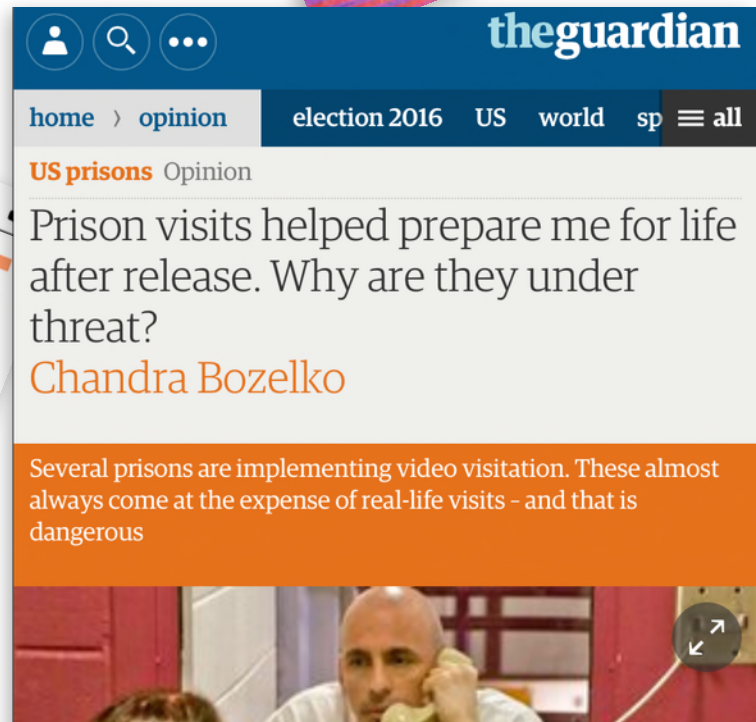 theguardian
home › opinion election 2016 US world sp all
US prisons Opinion
Prison visits helped prepare me for life
after release. Why are they under
threat?
Chandra Bozelko
Several prisons are implementing video visitation. These almost
always come at the expense of real-life visits – and that is
dangerous